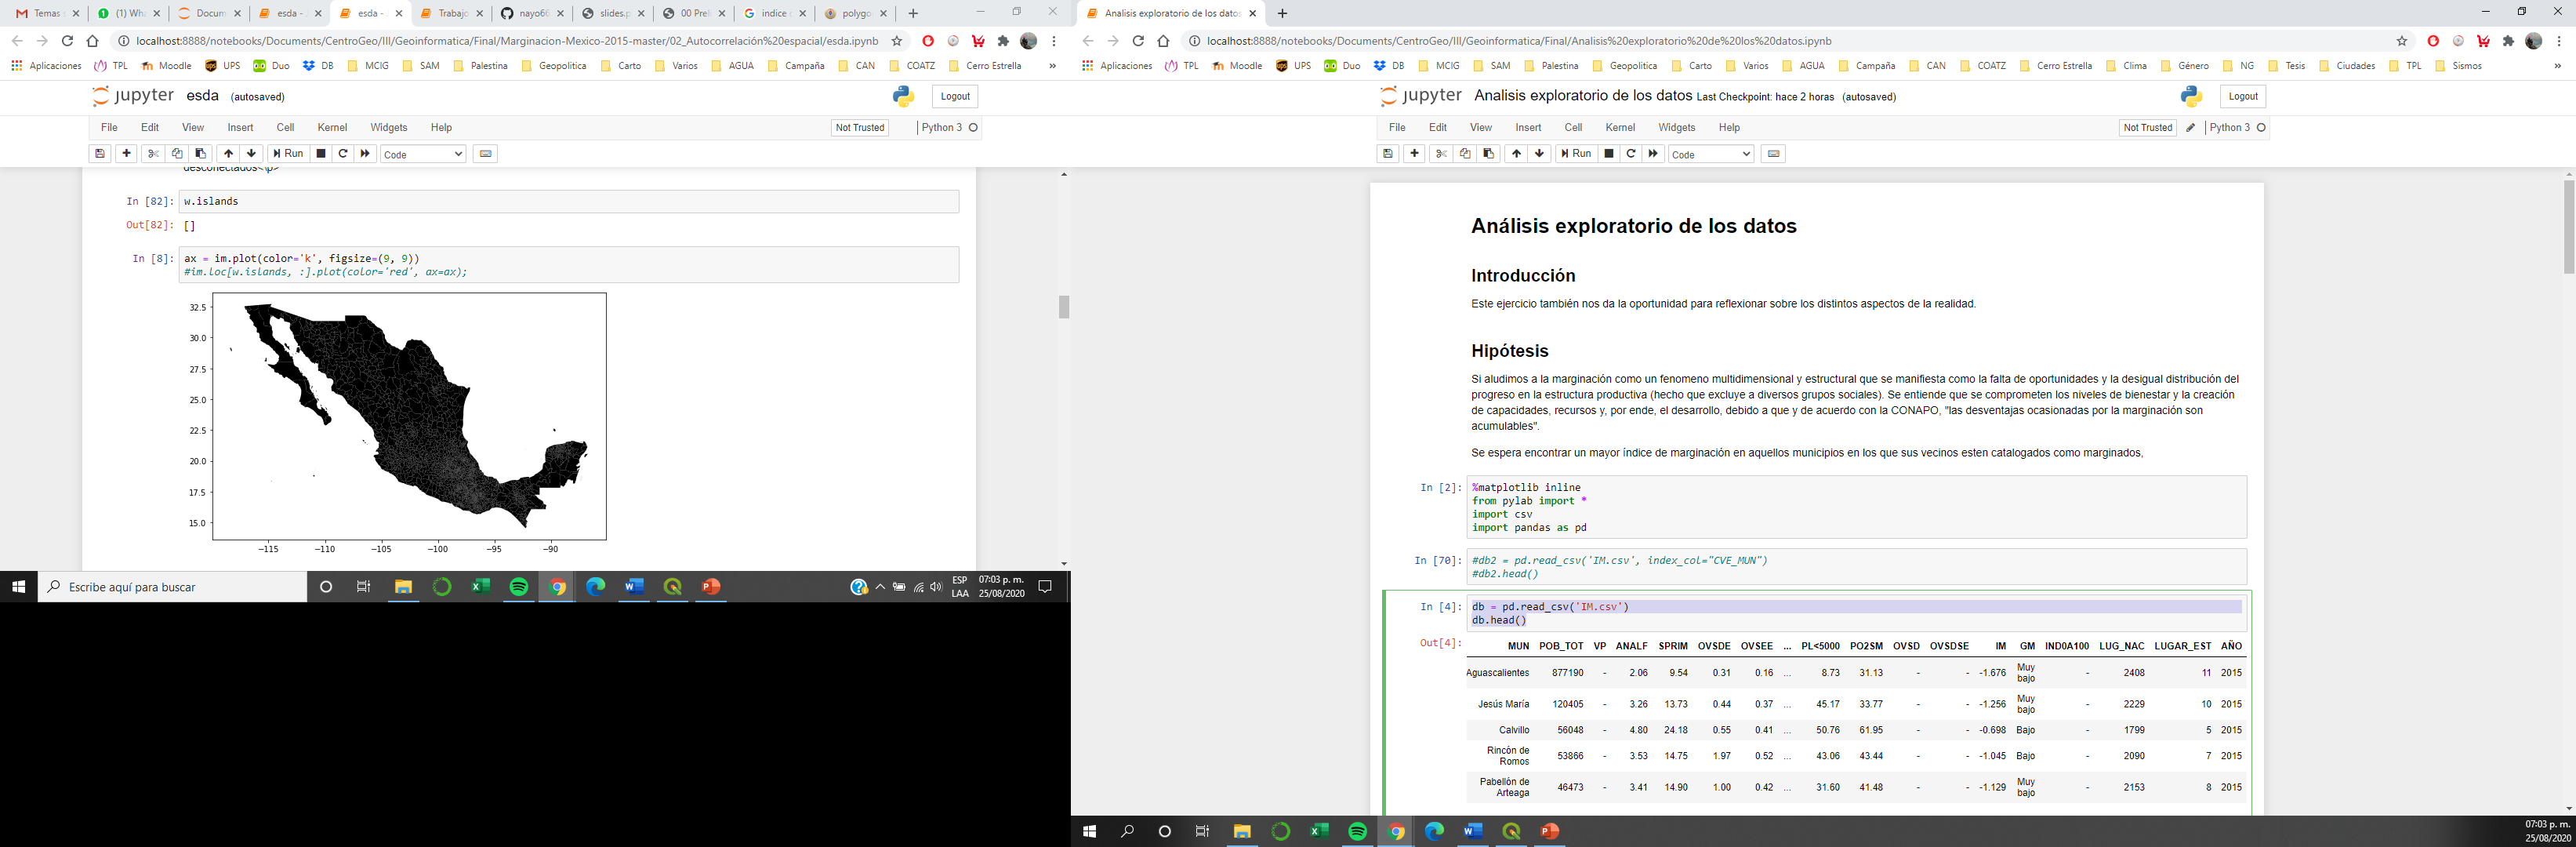 Temas
(1) Wha
Docum
esda -
esda -
Trabajo
nayo66
slides.p
00 Prel
indice
polygo
localhost:8888/notebooks/Documents/CentroGeo/III/Geoinformatica/Final/Marginacion-Mexico-2015-master/02_Autocorrelación%20espacial/esda.ipynb
Aplicaciones TPL Moodle UPS Duo DB MCIG SAM Palestina Geopolitica Carto Varios AGUA Campaña CAN COATZ Cerro Estrella »
jupyter esda (autosaved)
Logout
File Edit View Insert Cell Kernel Widgets Help
Not Trusted
Python 3
Run
Code
desconectados<\p>
In [82]: w.islands
Out[82]: []
In [8]: ax = im.plot(color='k', figsize=(9, 9))
#im.loc[w.islands, :].plot(color='red', ax=ax);
32.5
30.0
27.5
25.0
22.5
20.0
17.5
15.0
−115 −110 −105 −100 −95 −90
Escribe aquí para buscar
ESP
LAA
07:03 p. m.
25/08/2020
Analisis exploratorio de los datos
localhost:8888/notebooks/Documents/CentroGeo/III/Geoinformatica/Final/Analisis%20exploratorio%20de%20los%20datos.ipynb
Aplicaciones TPL Moodle UPS Duo DB MCIG SAM Palestina Geopolitica Carto Varios AGUA Campaña CAN COATZ Cerro Estrella Clima Género NG Tesis Ciudades TPL Sismos »
jupyter Analisis exploratorio de los datos Last Checkpoint: hace 2 horas (autosaved)
Logout
File Edit View Insert Cell Kernel Widgets Help
Not Trusted
Python 3
Run
Code
Análisis exploratorio de los datos
Introducción
Este ejercicio también nos da la oportunidad para reflexionar sobre los distintos aspectos de la realidad.
Hipótesis
Si aludimos a la marginación como un fenomeno multidimensional y estructural que se manifiesta como la falta de oportunidades y la desigual distribución del
progreso en la estructura productiva (hecho que excluye a diversos grupos sociales). Se entiende que se comprometen los niveles de bienestar y la creación
de capacidades, recursos y, por ende, el desarrollo, debido a que y de acuerdo con la CONAPO, "las desventajas ocasionadas por la marginación son
acumulables".
Se espera encontrar un mayor índice de marginación en aquellos municipios en los que sus vecinos esten catalogados como marginados,
In [2]: %matplotlib inline
from pylab import *
import csv
import pandas as pd
In [70]: #db2 = pd.read_csv('IM.csv', index_col="CVE_MUN")
#db2.head()
In [4]: db = pd.read_csv('IM.csv')
db.head()
Out[4]:
MUN POB_TOT VP ANALF SPRIM OVSDE OVSEE ... PL<5000 PO2SM OVSD OVSDSE IM GM IND0A100 LUG_NAC LUGAR_EST AÑO
Aguascalientes 877190 - 2.06 9.54 0.31 0.16 ... 8.73 31.13 - - -1.676 Muy bajo - 2408 11 2015
Jesús María 120405 - 3.26 13.73 0.44 0.37 ... 45.17 33.77 - - -1.256 Muy bajo - 2229 10 2015
Calvillo 56048 - 4.80 24.18 0.55 0.41 ... 50.76 61.95 - - -0.698 Bajo - 1799 5 2015
Rincón de Romos 53866 - 3.53 14.75 1.97 0.52 ... 43.06 43.44 - - -1.045 Bajo - 2090 7 2015
Pabellón de Arteaga 46473 - 3.41 14.90 1.00 0.42 ... 31.60 41.48 - - -1.129 Muy bajo - 2153 8 2015
07:03 p. m.
25/08/2020